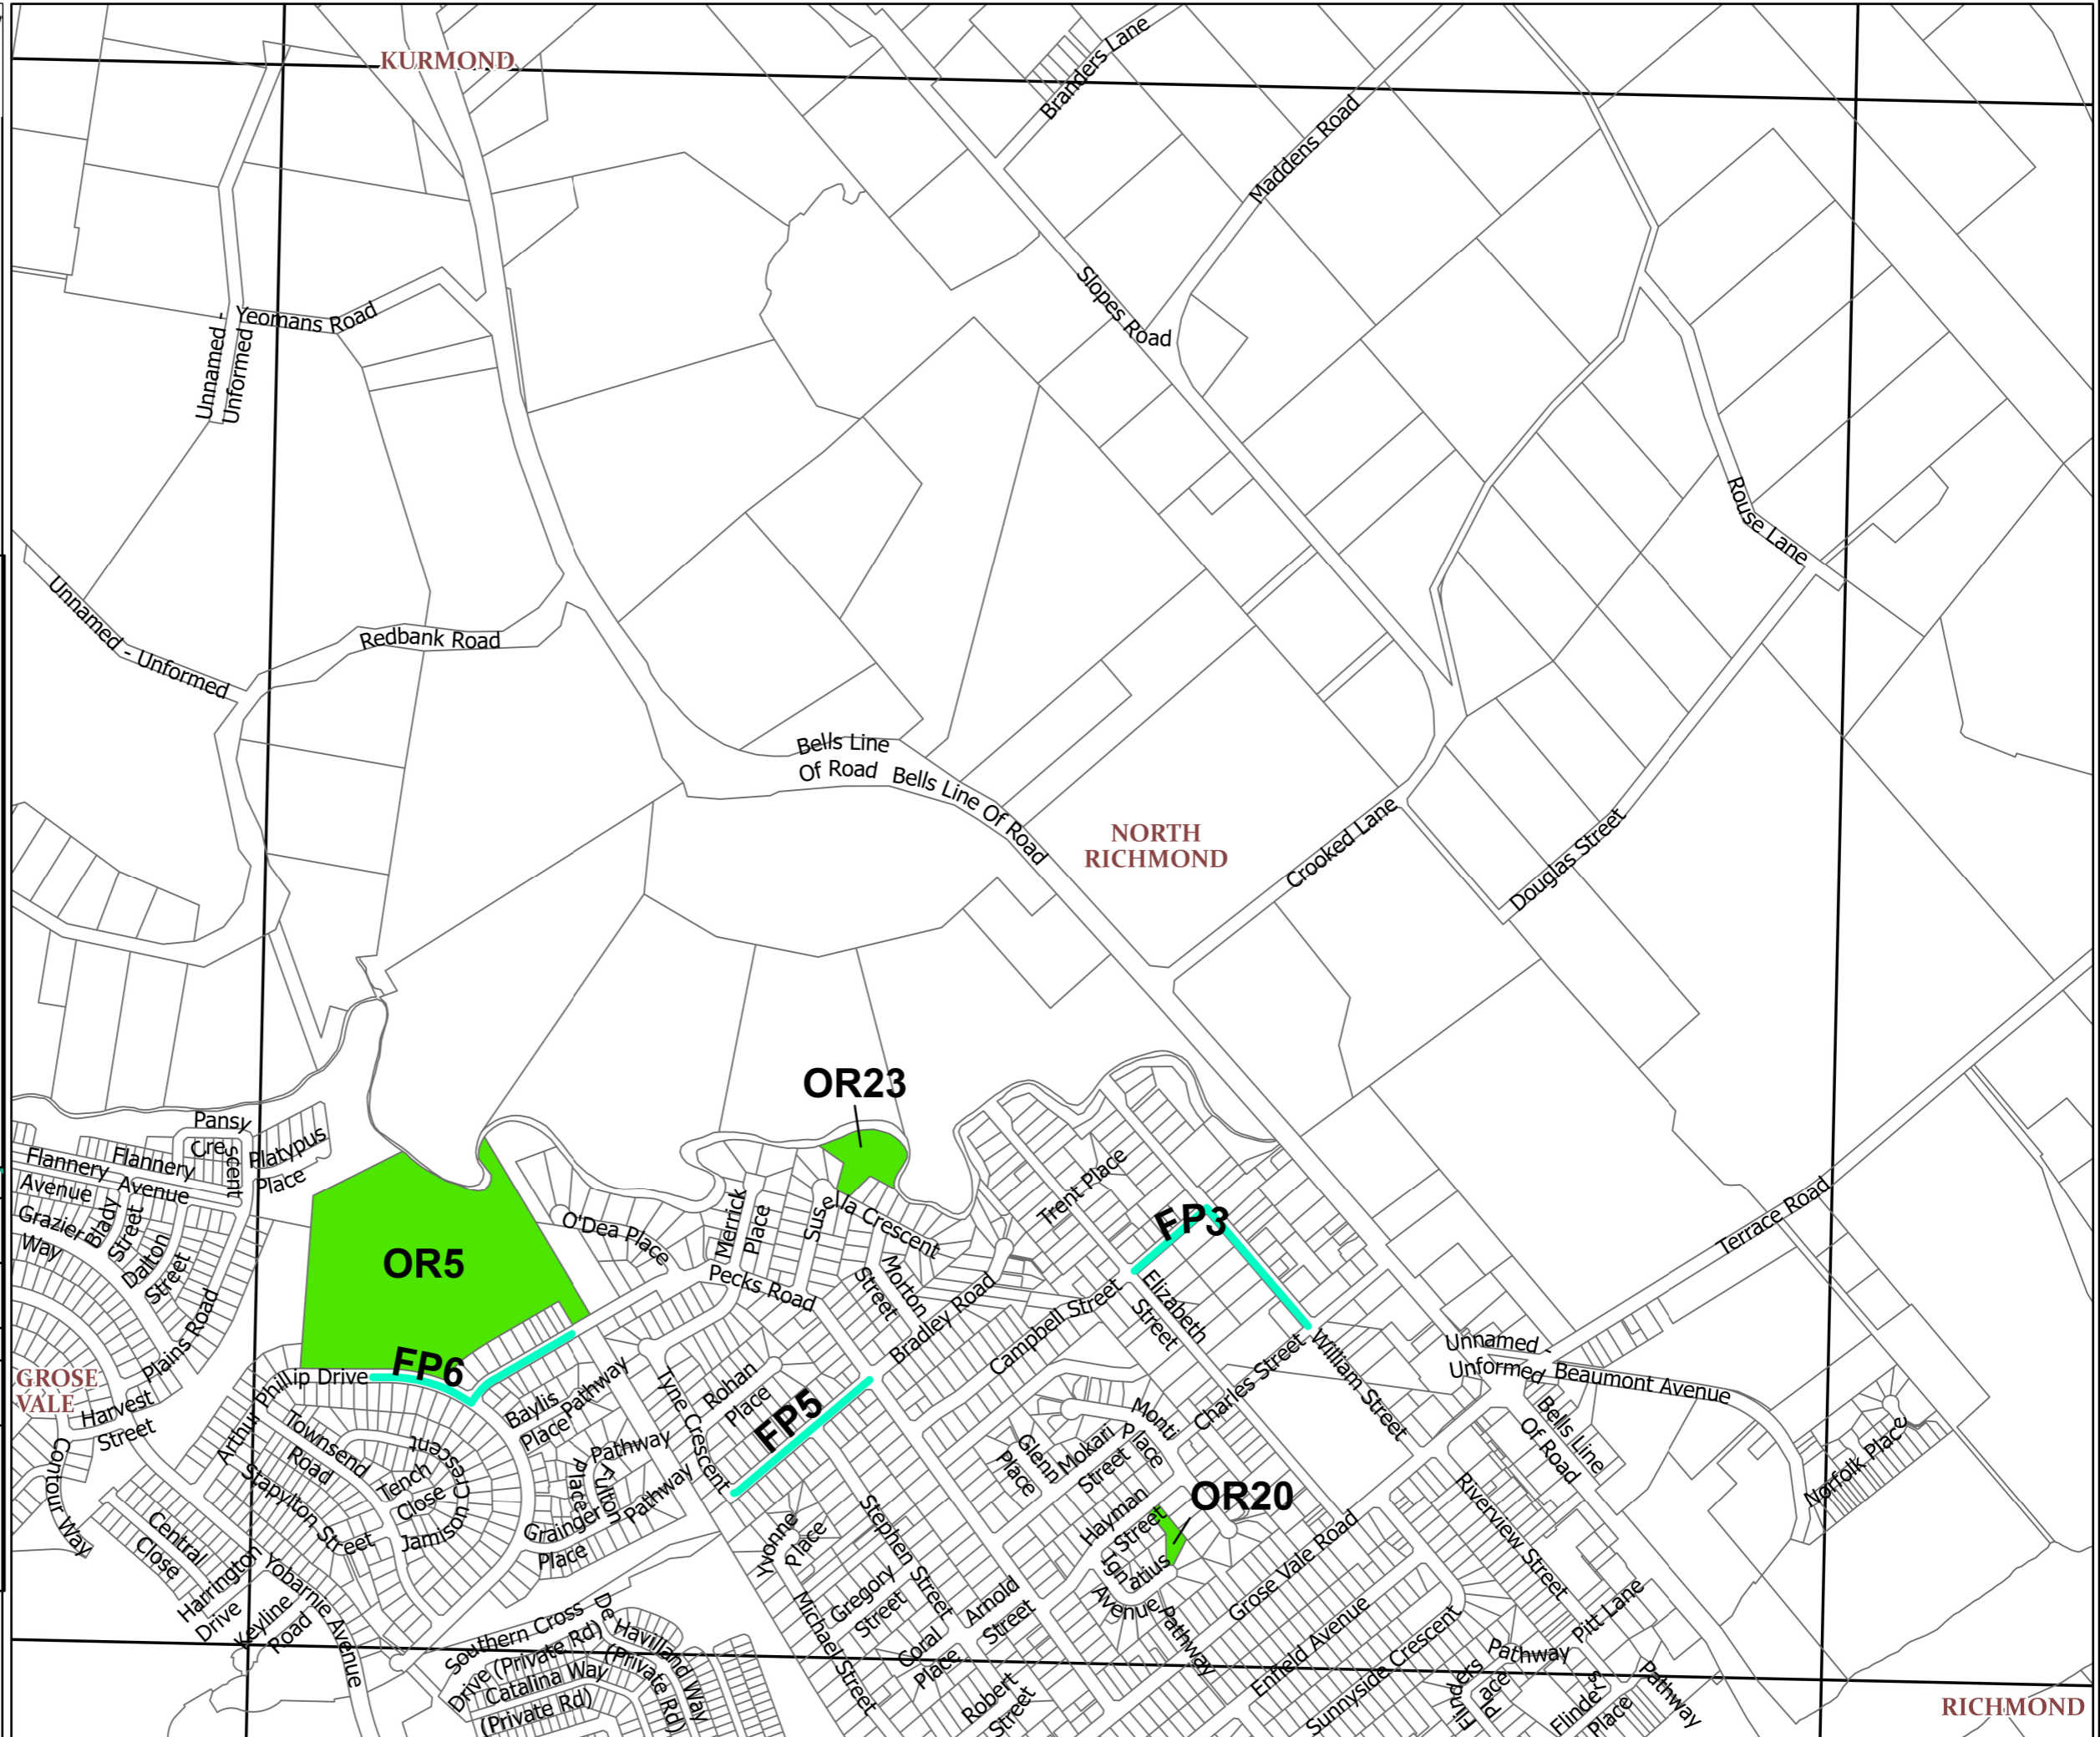 KURMOND
Branders Lane
Maddens Road
Slopes Road
Yeomans Road
Unnamed -
Unformed
Rouse Lane
Unnamed - Unformed
Redbank Road
Bells Line
Of Road
Bells Line Of Road
NORTH
RICHMOND
Crooked Lane
Douglas Street
OR23
Pansy
Crescent
Platypus
Place
Flannery
Avenue
Flannery
Avenue
Grazier
Way
Blady
Street
Dalton
Street
Plains Road
OR5
O'Dea Place
Merrick
Place
Susella Crescent
Trent Place
FP3
Terrace Road
Pecks Road
Morton
Street
Bradley Road
Campbell Street
Elizabeth
Street
Charles Street
William Street
Unnamed -
Unformed
Beaumont Avenue
GROSE
VALE
Harvest
Street
Arthur Phillip Drive
FP6
Baylis
Place
Pathway
Tyne Crescent
Rohan
Place
FP5
Monti
Place
Glenn
Place
Mokari
Street
Bells Line
Of Road
Norfolk Place
Contour Way
Townsend
Road
Stapylton Street
Tench
Close
Jamison Crescent
Pathway
Fulton
Place
Pathway
Grainger
Place
OR20
Hayman
Street
Ignatius
Avenue
Grose Vale Road
Riverview Street
Central
Close
Harrington
Drive
Keyline
Road
Yobarnie Avenue
Yvonne
Place
Stephen Street
Gregory
Street
Michael Street
Arnold
Street
Coral
Place
Robert
Street
Pathway
Enfield Avenue
Sunnyside Crescent
Pitt Lane
Pathway
Flinders
Place
Flinders
Place
Pathway
Southern Cross
Drive (Private Rd)
Catalina Way
(Private Rd)
De Havilland Way
(Private Rd)
RICHMOND